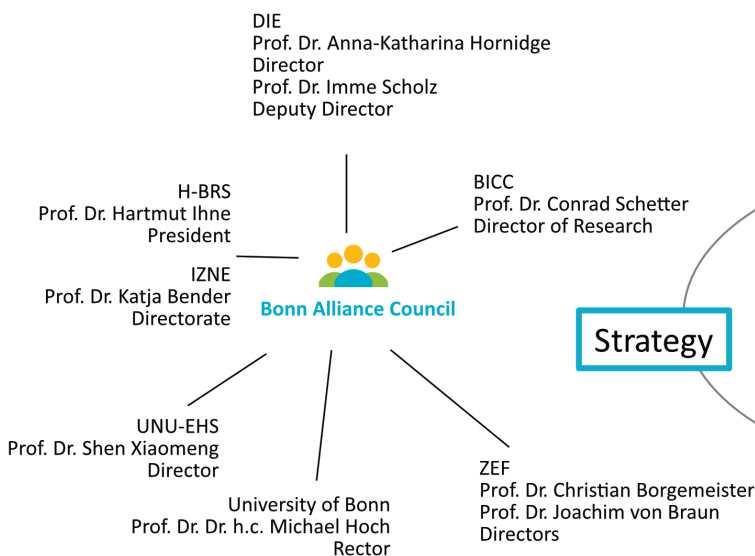 DIE
Prof. Dr. Anna-Katharina Hornidge
Director
Prof. Dr. Imme Scholz
Deputy Director
H-BRS
Prof. Dr. Hartmut Ihne
President
IZNE
Prof. Dr. Katja Bender
Directorate
BICC
Prof. Dr. Conrad Schetter
Director of Research
Bonn Alliance Council
Strategy
UNU-EHS
Prof. Dr. Shen Xiaomeng
Director
University of Bonn
Prof. Dr. Dr. h.c. Michael Hoch
Rector
ZEF
Prof. Dr. Christian Borgemeister
Prof. Dr. Joachim von Braun
Directors